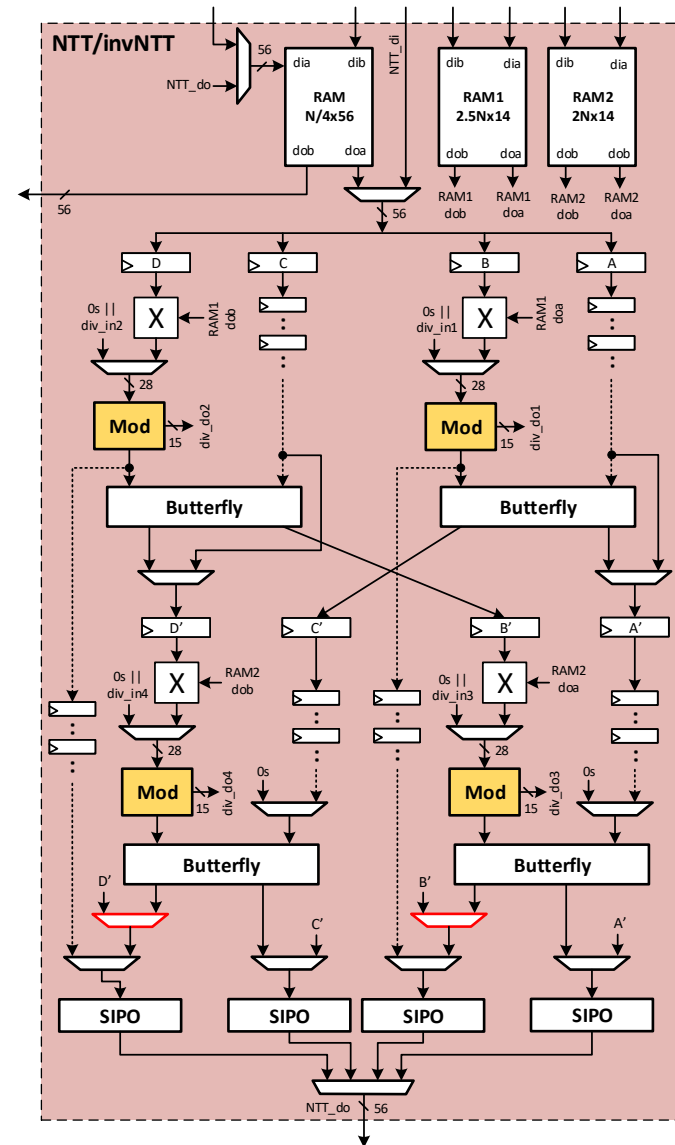 NTT/invNTT
56
NTT_do
dia
dib
RAM
N/4x56
dob
doa
NTT_di
dib
dia
RAM1
2.5Nx14
dob
doa
dib
dia
RAM2
2Nx14
dob
doa
56
56
RAM1
dob
RAM1
doa
RAM2
dob
RAM2
doa
D
C
B
A
0s ||
div_in2
X
RAM1
dob
0s ||
div_in1
X
RAM1
doa
28
28
Mod
15
div_do2
Mod
15
div_do1
Butterfly
Butterfly
D'
C'
B'
A'
0s ||
div_in4
X
RAM2
dob
0s ||
div_in3
X
RAM2
doa
28
28
Mod
15
div_do4
0s
Mod
15
div_do3
0s
Butterfly
Butterfly
D'
C'
B'
A'
SIPO
SIPO
SIPO
SIPO
NTT_do
56